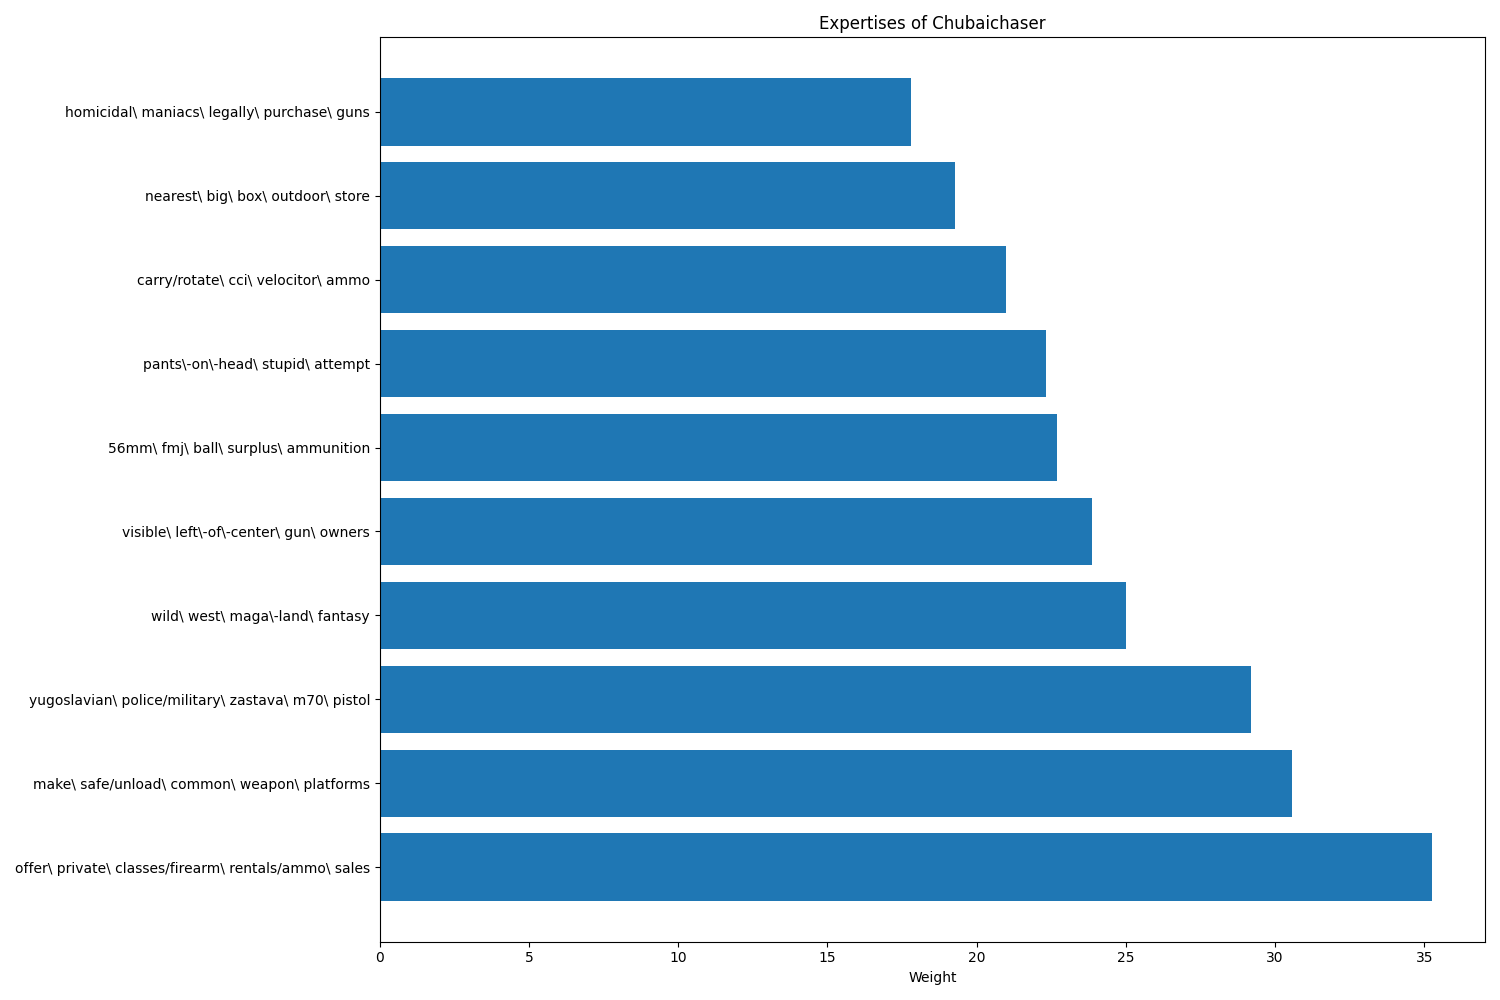 Expertises of Chubaichaser
homicidal\ maniacs\ legally\ purchase\ guns
nearest\ big\ box\ outdoor\ store
carry/rotate\ cci\ velocitor\ ammo
pants\-on\-head\ stupid\ attempt
56mm\ fmj\ ball\ surplus\ ammunition
visible\ left\-of\-center\ gun\ owners
wild\ west\ maga\-land\ fantasy
yugoslavian\ police/military\ zastava\ m70\ pistol
make\ safe/unload\ common\ weapon\ platforms
offer\ private\ classes/firearm\ rentals/ammo\ sales
0 5 10 15 20 25 30 35
Weight